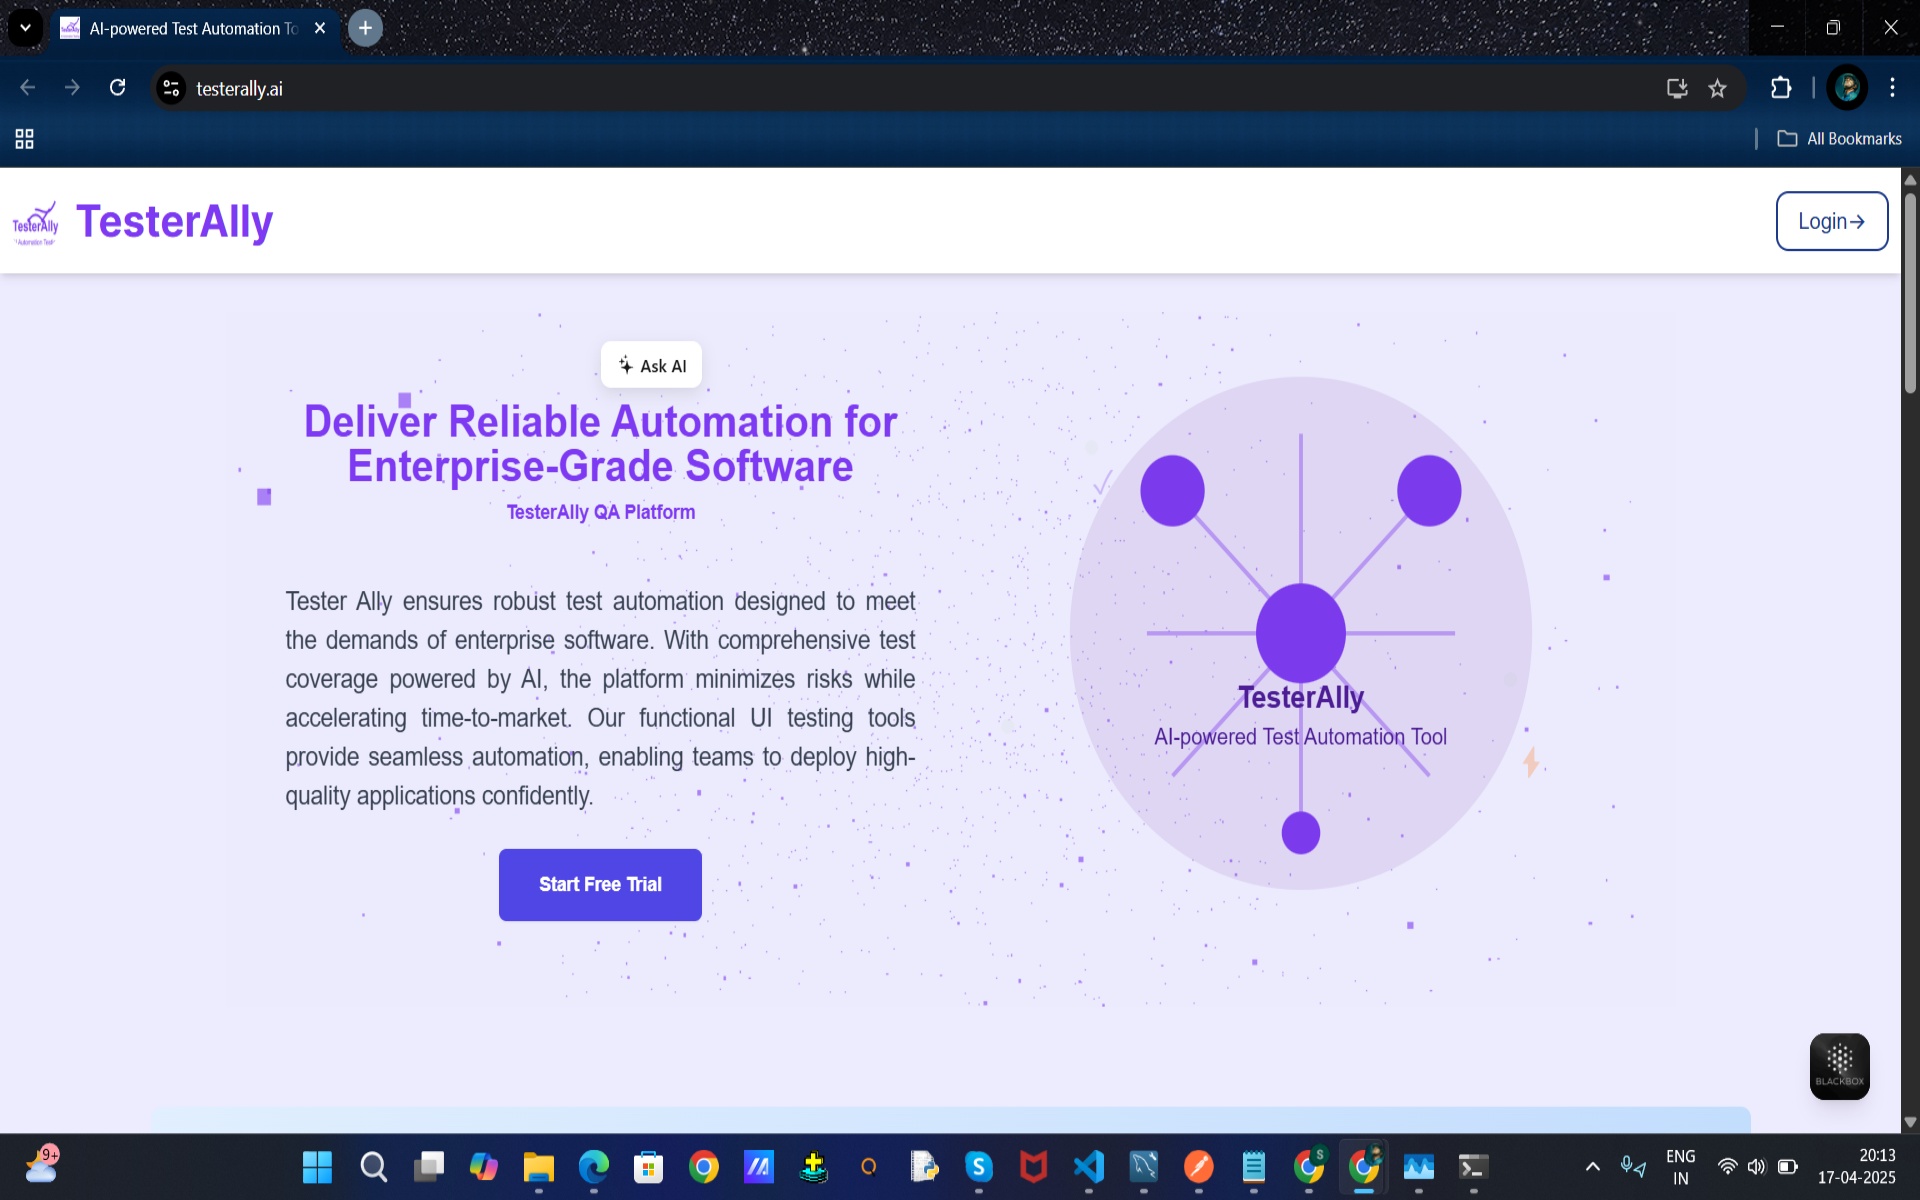 AI-powered Test Automation To
testerally.ai
All Bookmarks
TesterAlly
TesterAlly
Login→
Ask AI
Deliver Reliable Automation for
Enterprise-Grade Software
TesterAlly QA Platform
Tester Ally ensures robust test automation designed to meet
the demands of enterprise software. With comprehensive test
coverage powered by AI, the platform minimizes risks while
accelerating time-to-market. Our functional UI testing tools
provide seamless automation, enabling teams to deploy high-
quality applications confidently.
Start Free Trial
TesterAlly
AI-powered Test Automation Tool
BLACKBOX
9+
S
ENG
IN
20:13
17-04-2025